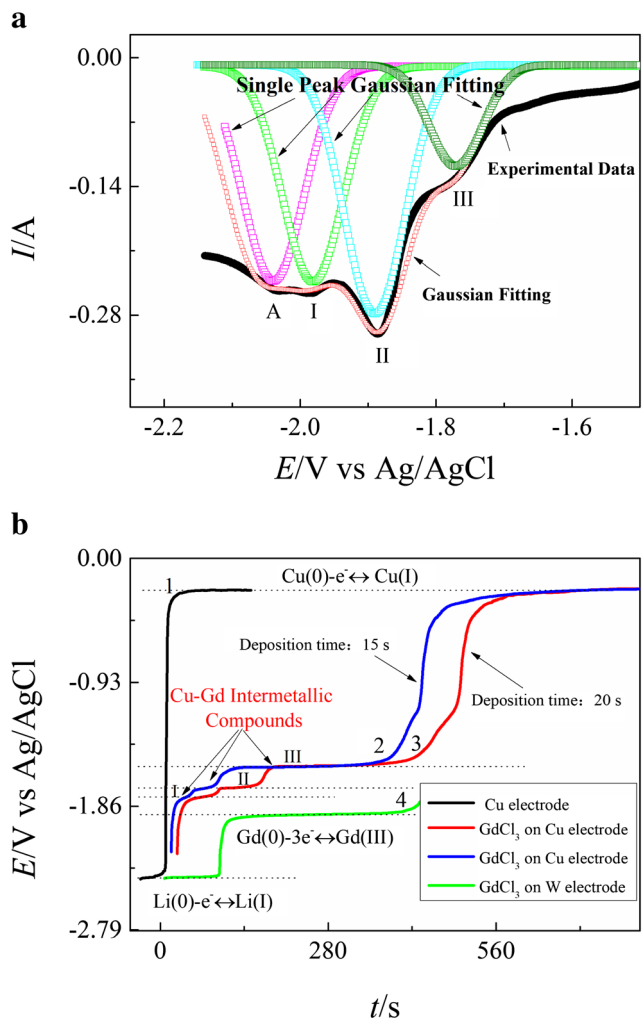 a
0.00
Single Peak Gaussian Fitting
Experimental Data
-0.14
III
I/A
Gaussian Fitting
-0.28
A
I
II
-2.2
-2.0
-1.8
-1.6
E/V vs Ag/AgCl
b
0.00
Cu(0)-e⁻↔Cu(I)
1
Deposition time：15 s
-0.93
Cu-Gd Intermetallic
Compounds
Deposition time：20 s
E/V vs Ag/AgCl
2
3
III
I
II
-1.86
4
Cu electrode
GdCl₃ on Cu electrode
GdCl₃ on Cu electrode
GdCl₃ on W electrode
Gd(0)-3e⁻↔Gd(III)
Li(0)-e⁻↔Li(I)
-2.79
0
280
560
t/s